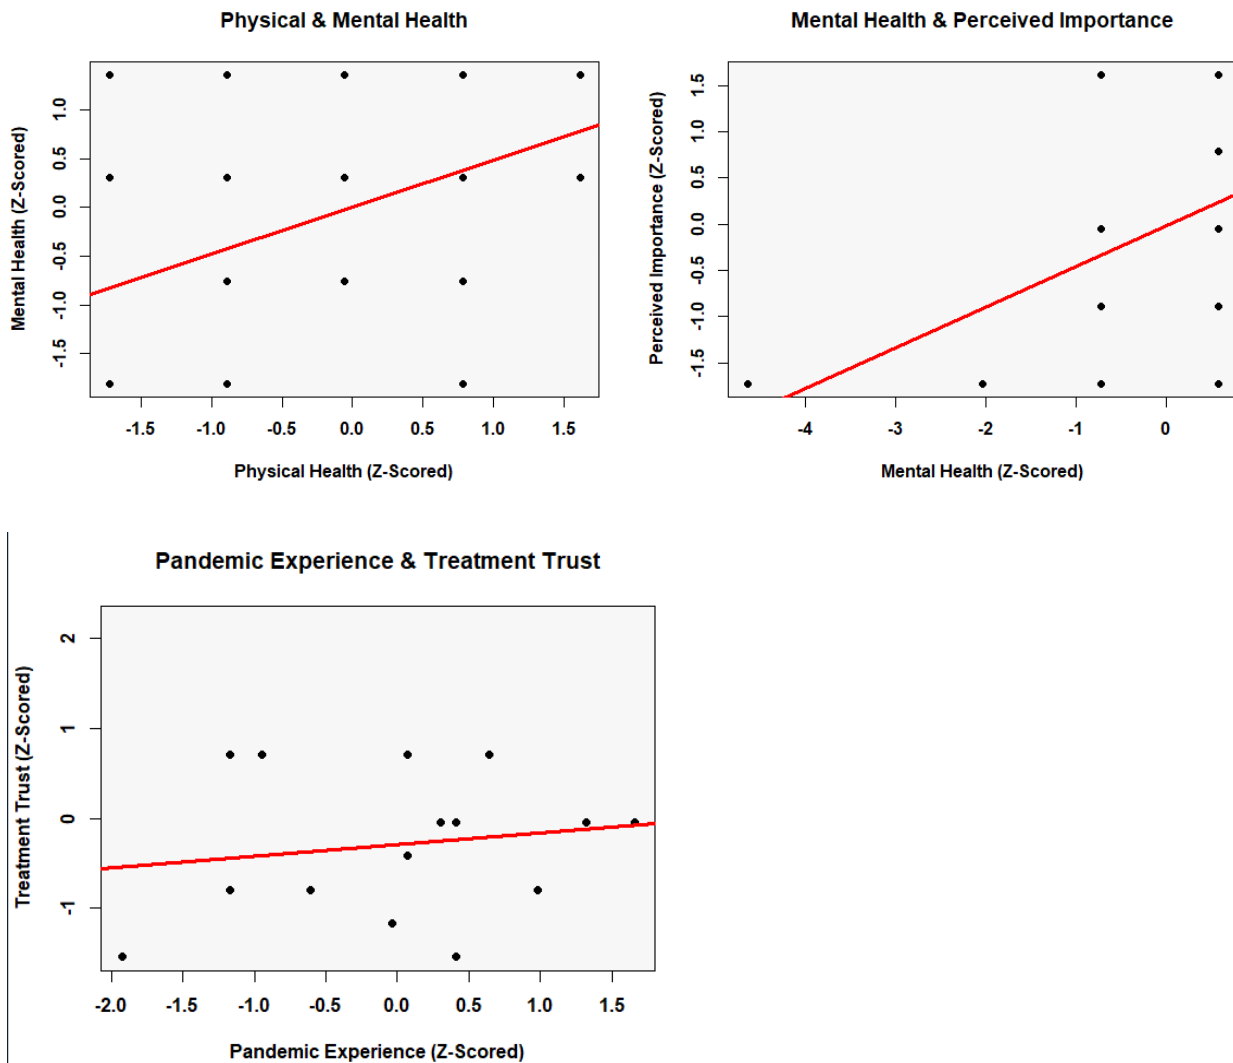 Physical & Mental Health
Mental Health (Z-Scored)
1.0
0.5
0.0
-0.5
-1.0
-1.5
-1.5 -1.0 -0.5 0.0 0.5 1.0 1.5
Physical Health (Z-Scored)
Mental Health & Perceived Importance
Perceived Importance (Z-Scored)
1.5
1.0
0.5
0.0
-0.5
-1.0
-1.5
-4 -3 -2 -1 0
Mental Health (Z-Scored)
Pandemic Experience & Treatment Trust
Treatment Trust (Z-Scored)
2
1
0
-1
-2.0 -1.5 -1.0 -0.5 0.0 0.5 1.0 1.5
Pandemic Experience (Z-Scored)